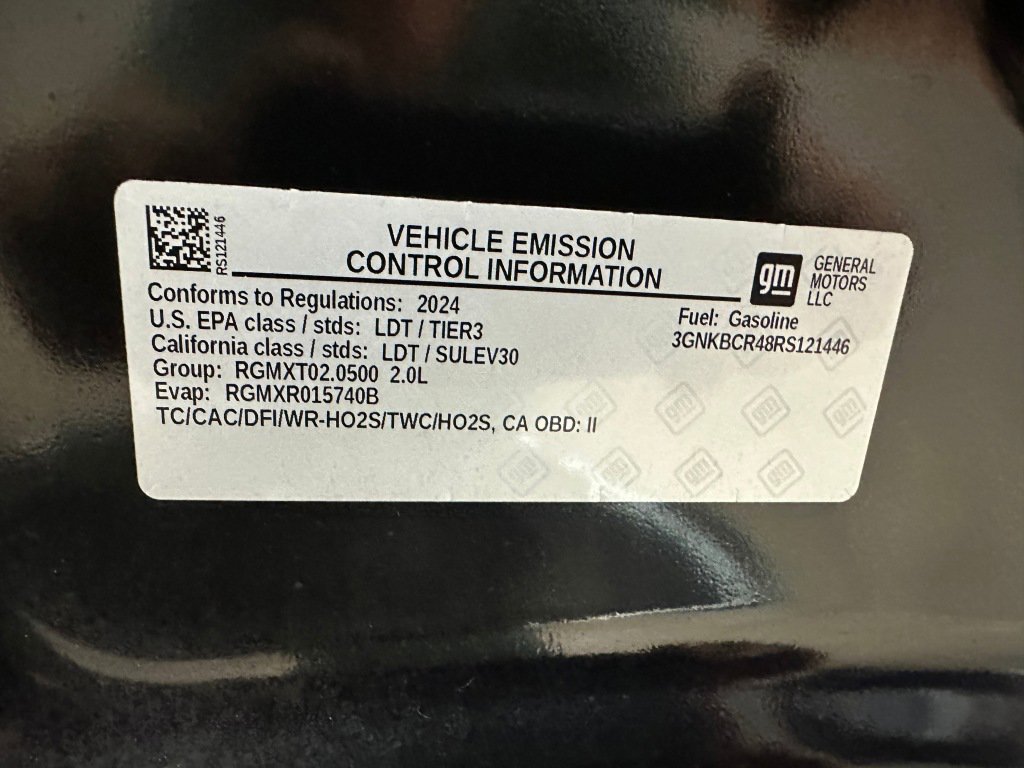 RS121446
VEHICLE EMISSION
CONTROL INFORMATION
gm
GENERAL
MOTORS
LLC
Conforms to Regulations: 2024
U.S. EPA class / stds: LDT / TIER3
California class / stds: LDT / SULEV30
Group: RGMXT02.0500 2.0L
Evap: RGMXR015740B
TC/CAC/DFI/WR-HO2S/TWC/HO2S, CA OBD: II
Fuel: Gasoline
3GNKBCR48RS121446